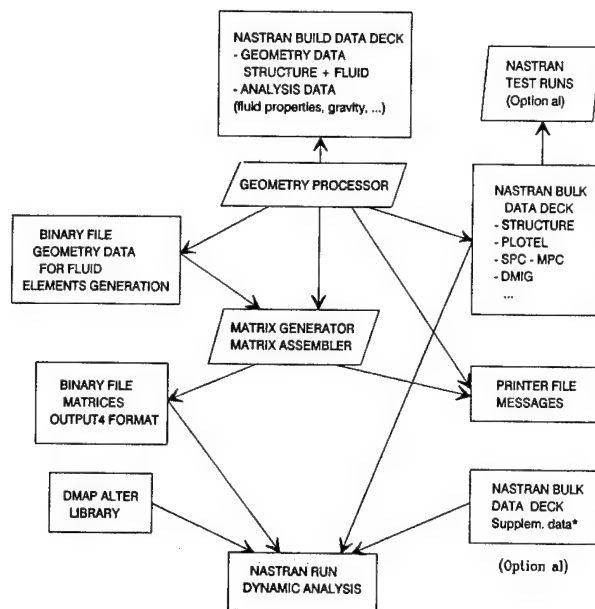 NASTRAN BUILD DATA DECK
- GEOMETRY DATA
STRUCTURE + FLUID
- ANALYSIS DATA
(fluid properties, gravity, ...)
NASTRAN
TEST RUNS
(Option al)
GEOMETRY PROCESSOR
BINARY FILE
GEOMETRY DATA
FOR FLUID
ELEMENTS GENERATION
NASTRAN BULK
DATA DECK
- STRUCTURE
- PLOTEL
- SPC - MPC
- DMIG
...
MATRIX GENERATOR
MATRIX ASSEMBLER
BINARY FILE
MATRICES
OUTPUT4 FORMAT
PRINTER FILE
MESSAGES
DMAP ALTER
LIBRARY
NASTRAN BULK
DATA DECK
Supplem. data*
(Option al)
NASTRAN RUN
DYNAMIC ANALYSIS